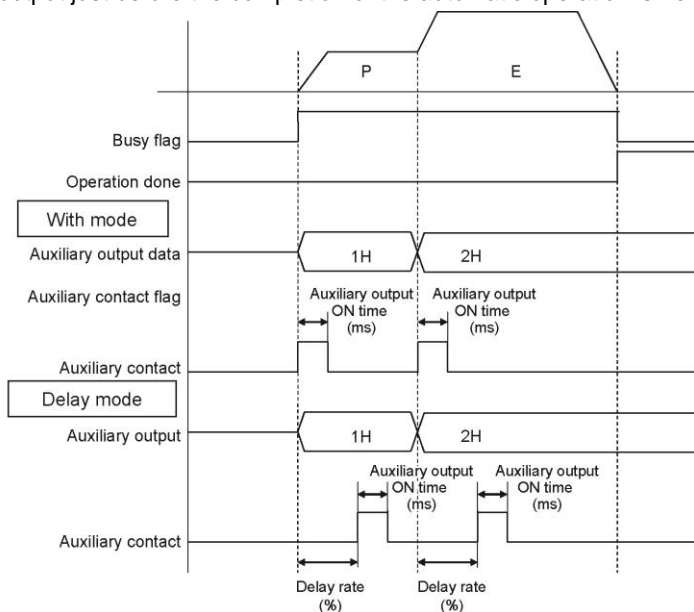 P
E
Busy flag
Operation done
With mode
Auxiliary output data
1H
2H
Auxiliary contact flag
Auxiliary output
ON time
(ms)
Auxiliary output
ON time
(ms)
Auxiliary contact
Delay mode
Auxiliary output
1H
2H
Auxiliary output
ON time
(ms)
Auxiliary output
ON time
(ms)
Auxiliary contact
Delay rate
(%)
Delay rate
(%)